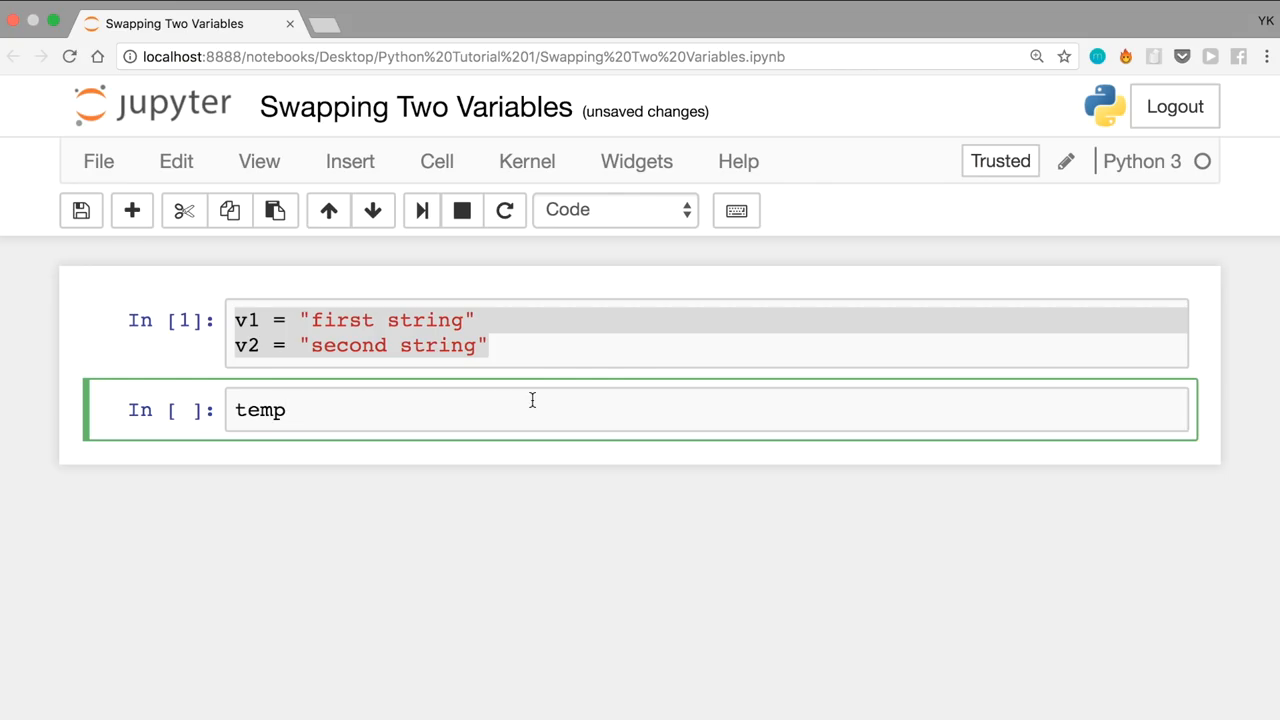 Swapping Two Variables
YK
localhost:8888/notebooks/Desktop/Python%20Tutorial%201/Swapping%20Two%20Variables.ipynb
jupyter Swapping Two Variables (unsaved changes) Logout
File Edit View Insert Cell Kernel Widgets Help Trusted Python 3
Code
In [1]: v1 = "first string"
v2 = "second string"
In [ ]: temp